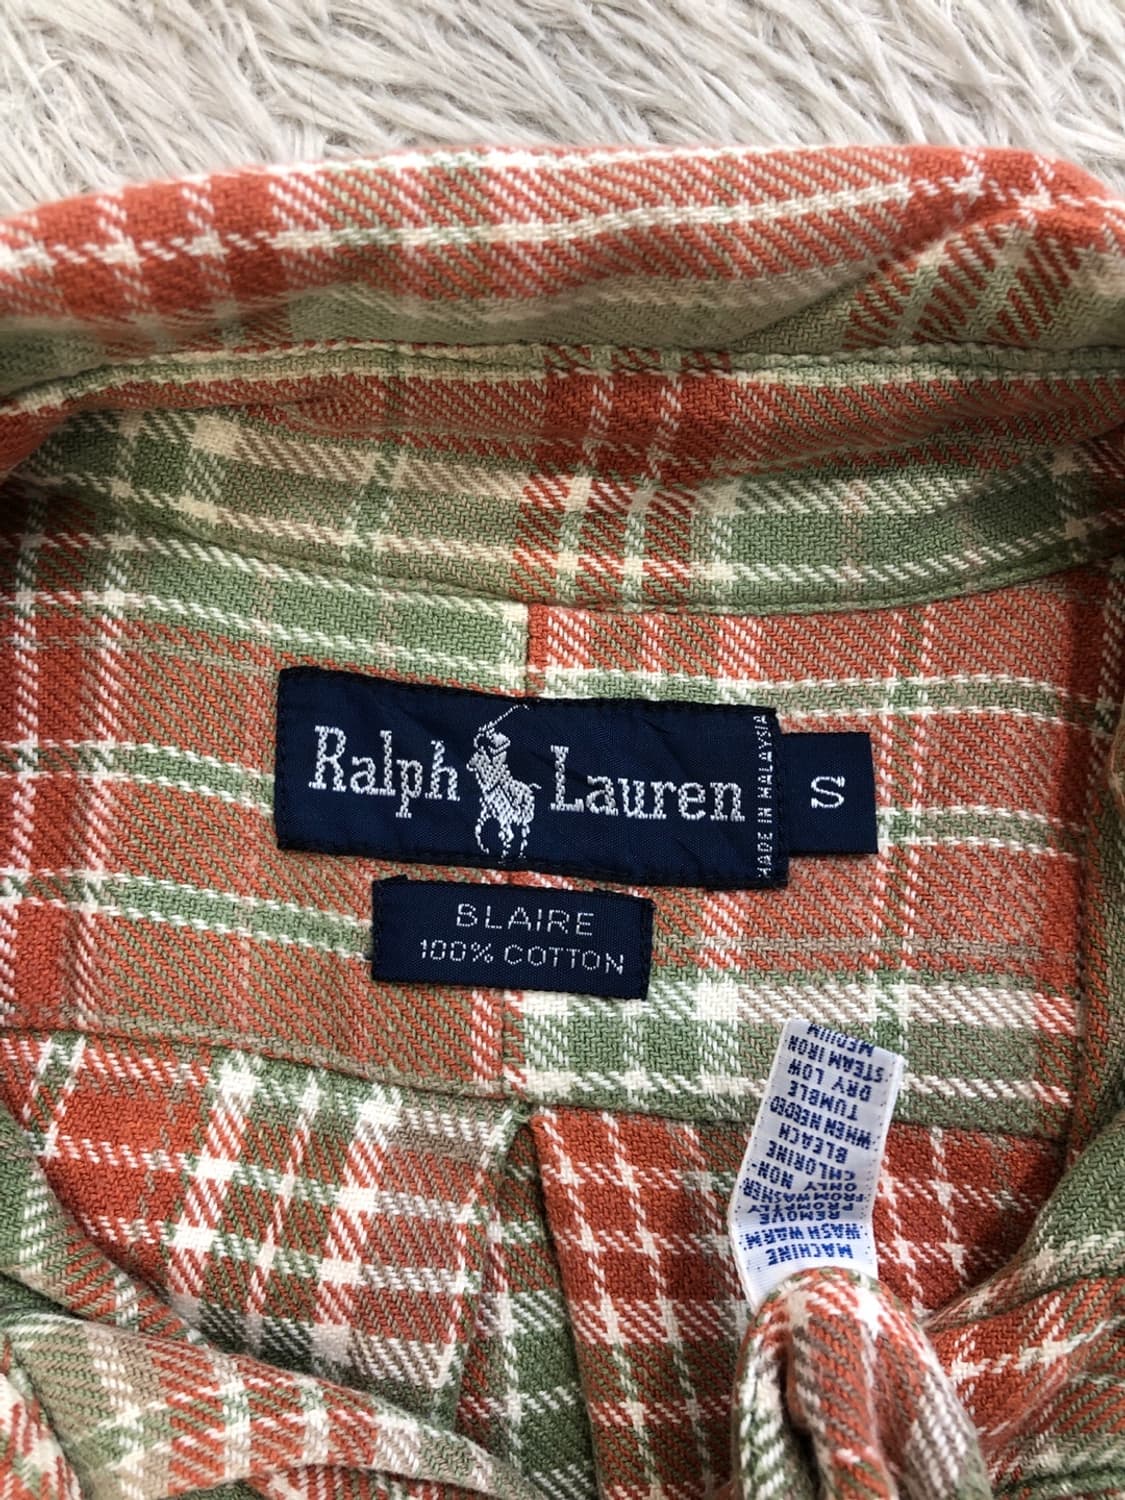 Ralph Lauren
MADE IN MALAYSIA
S
BLAIRE
100% COTTON
MACHINE
WASH WARM
REMOVE
PROMPTLY
FROM WASHER
ONLY NON-
CHLORINE
BLEACH
WHEN NEEDED
TUMBLE
DRY LOW
STEAM IRON
MEDIUM